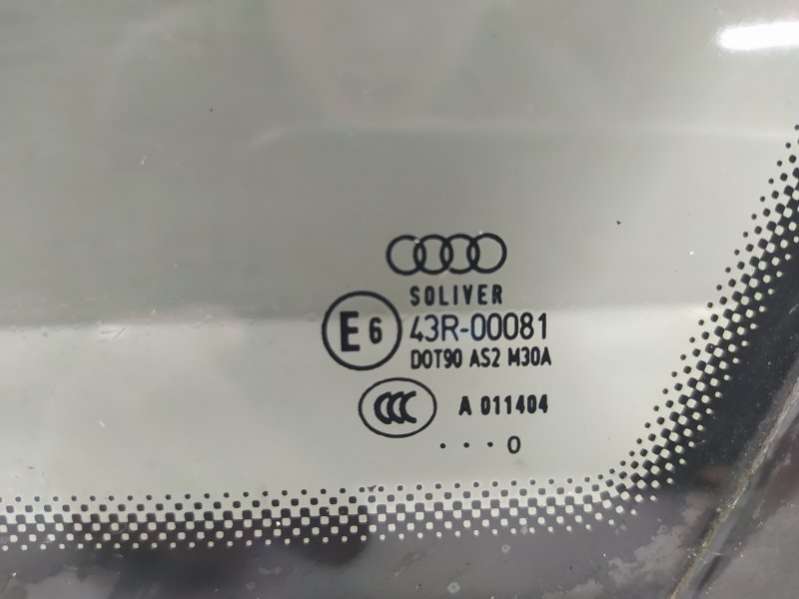 SOLIVER
E6 43R-00081
DOT90 AS2 M30A
CCC A 011404
· · · 0